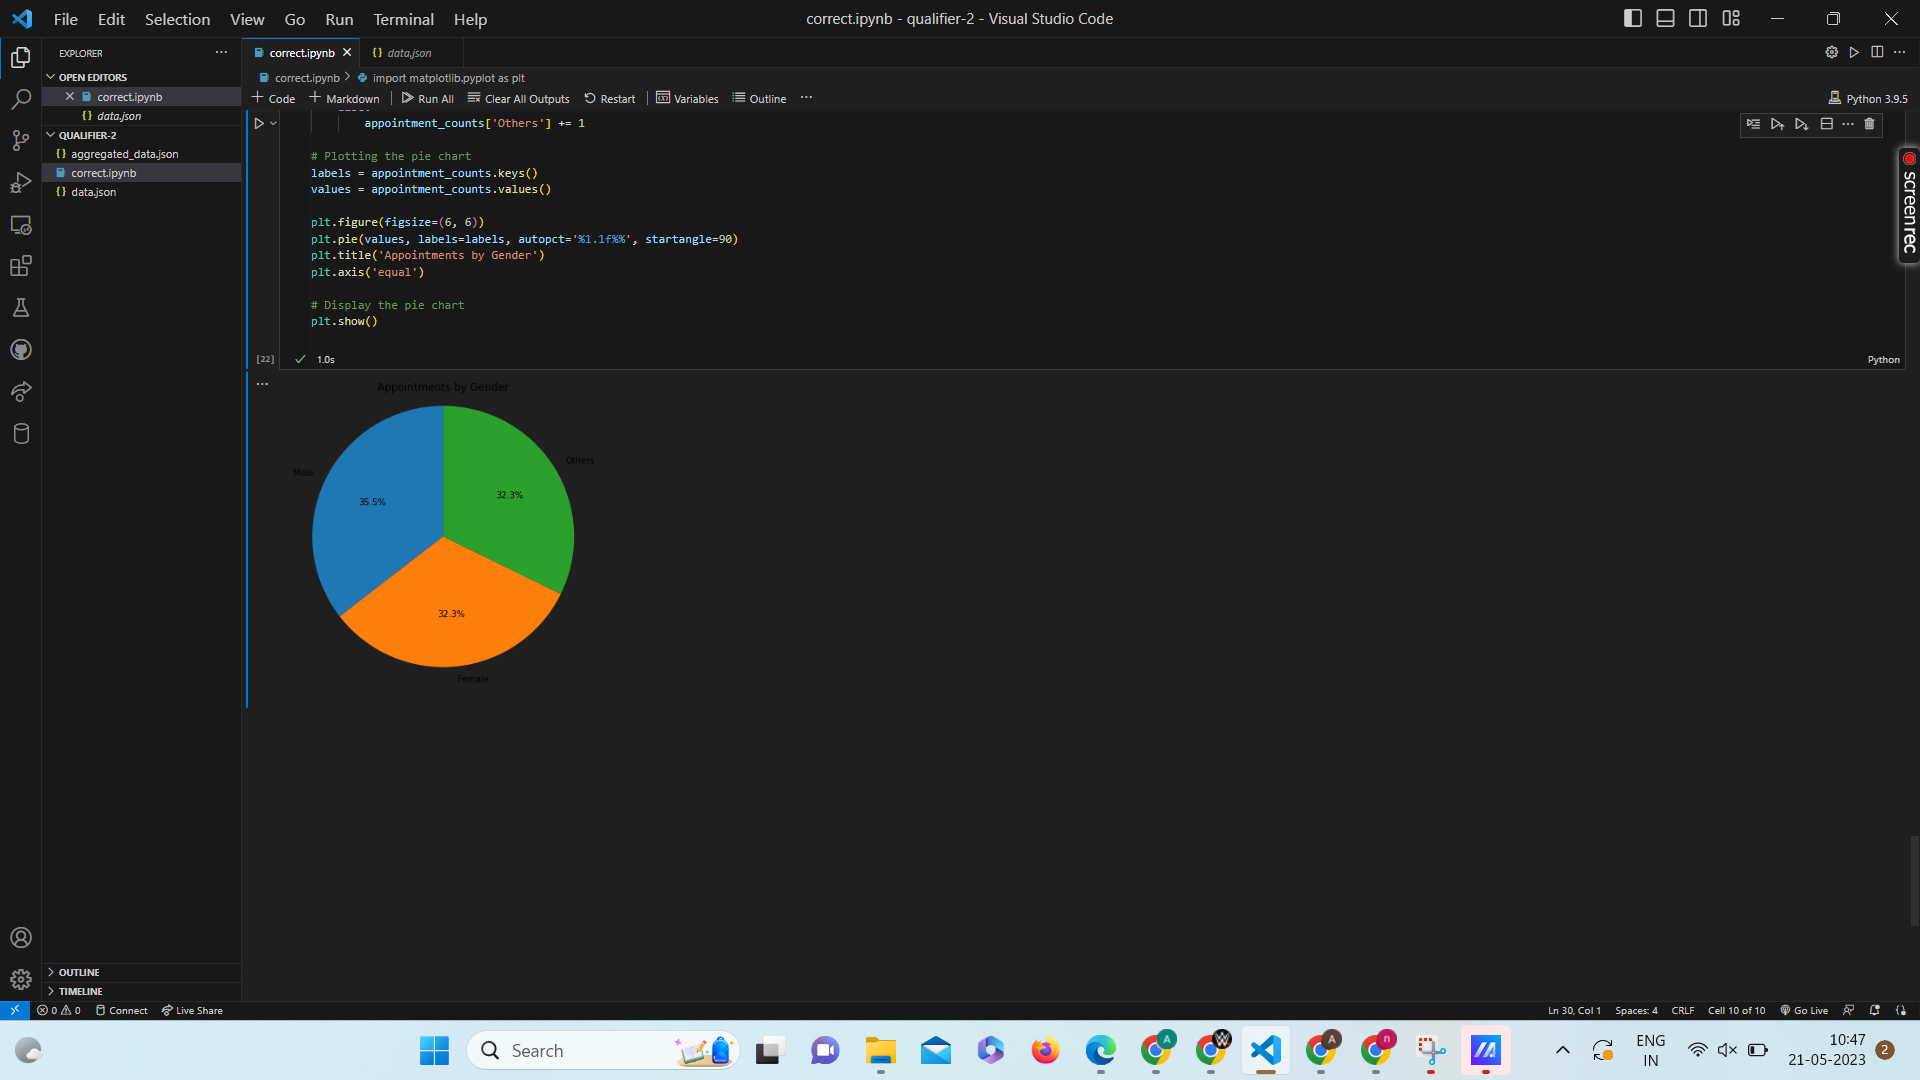 File Edit Selection View Go Run Terminal Help
correct.ipynb - qualifier-2 - Visual Studio Code
EXPLORER
OPEN EDITORS
correct.ipynb
data.json
QUALIFIER-2
aggregated_data.json
correct.ipynb
data.json
OUTLINE
TIMELINE
correct.ipynb
data.json
correct.ipynb > import matplotlib.pyplot as plt
+ Code + Markdown Run All Clear All Outputs Restart Variables Outline
Python 3.9.5
appointment_counts['Others'] += 1
# Plotting the pie chart
labels = appointment_counts.keys()
values = appointment_counts.values()
plt.figure(figsize=(6, 6))
plt.pie(values, labels=labels, autopct='%1.1f%%', startangle=90)
plt.title('Appointments by Gender')
plt.axis('equal')
# Display the pie chart
plt.show()
[22] 1.0s
Python
Appointments by Gender
Others
Male
32.3%
35.5%
32.3%
Female
screenrec
0 0 Connect Live Share
Ln 30, Col 1 Spaces: 4 CRLF Cell 10 of 10 Go Live
Search
ENG
IN
10:47
21-05-2023
2